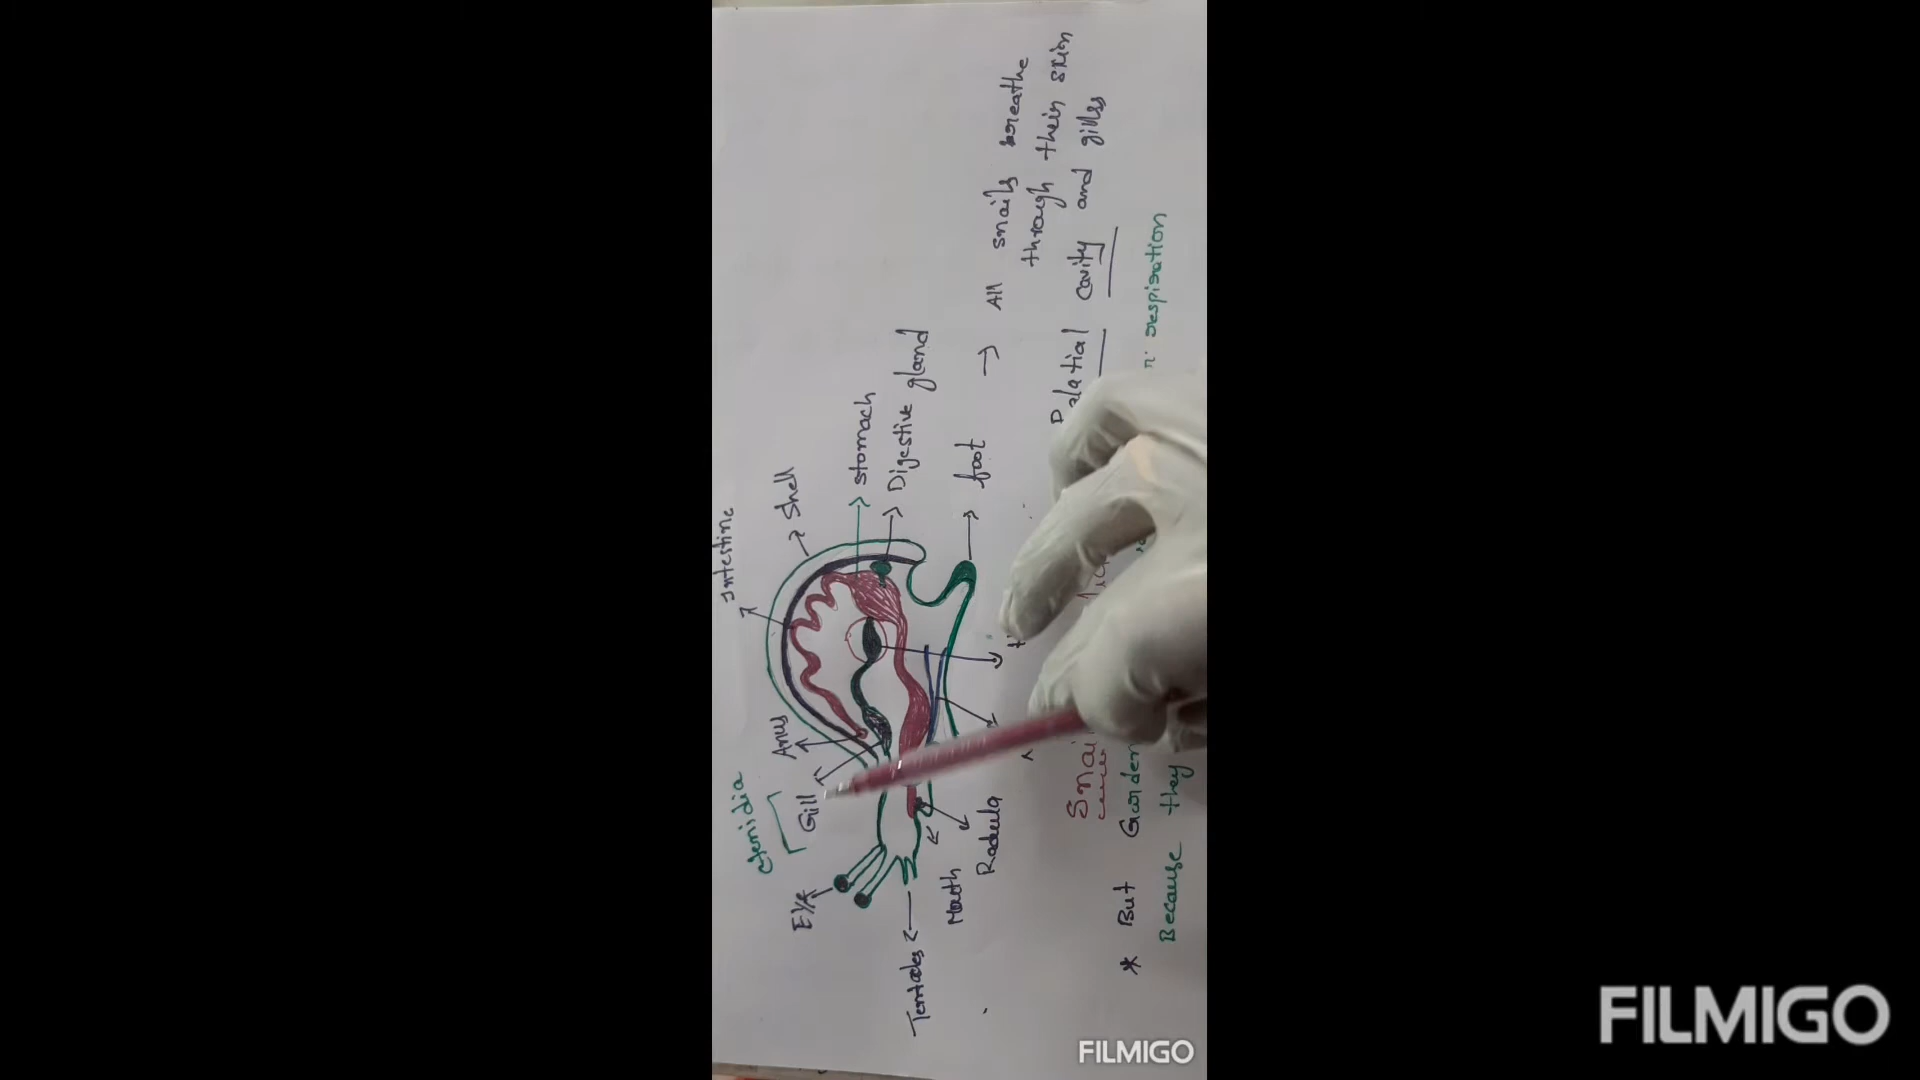 Intestine
Shell
stomach
Digestive gland
foot
Anus
Gill
ctenidia
Eye
Tentacles
Mouth
Radula
→ All snails breathe
through their skin
cavity and gills
Snai
* But Garden
Because they
respiration
FILMIGO
FILMIGO